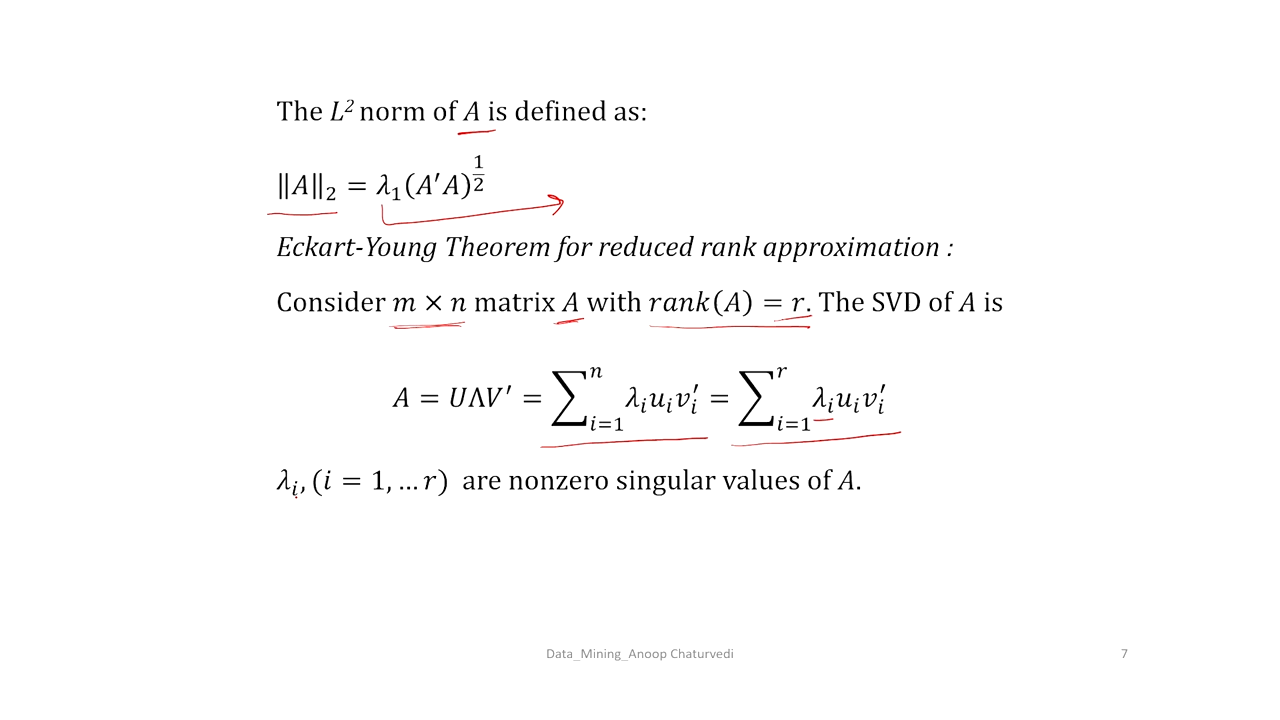 The L² norm of A is defined as:
‖A‖₂ = λ₁(A′A)^{1/2}
Eckart-Young Theorem for reduced rank approximation :
Consider m × n matrix A with rank(A) = r. The SVD of A is
A = UΛV′ = ∑_{i=1}^{n} λᵢuᵢvᵢ′ = ∑_{i=1}^{r} λᵢuᵢvᵢ′
λᵢ, (i = 1, … r) are nonzero singular values of A.
Data_Mining_Anoop Chaturvedi
7